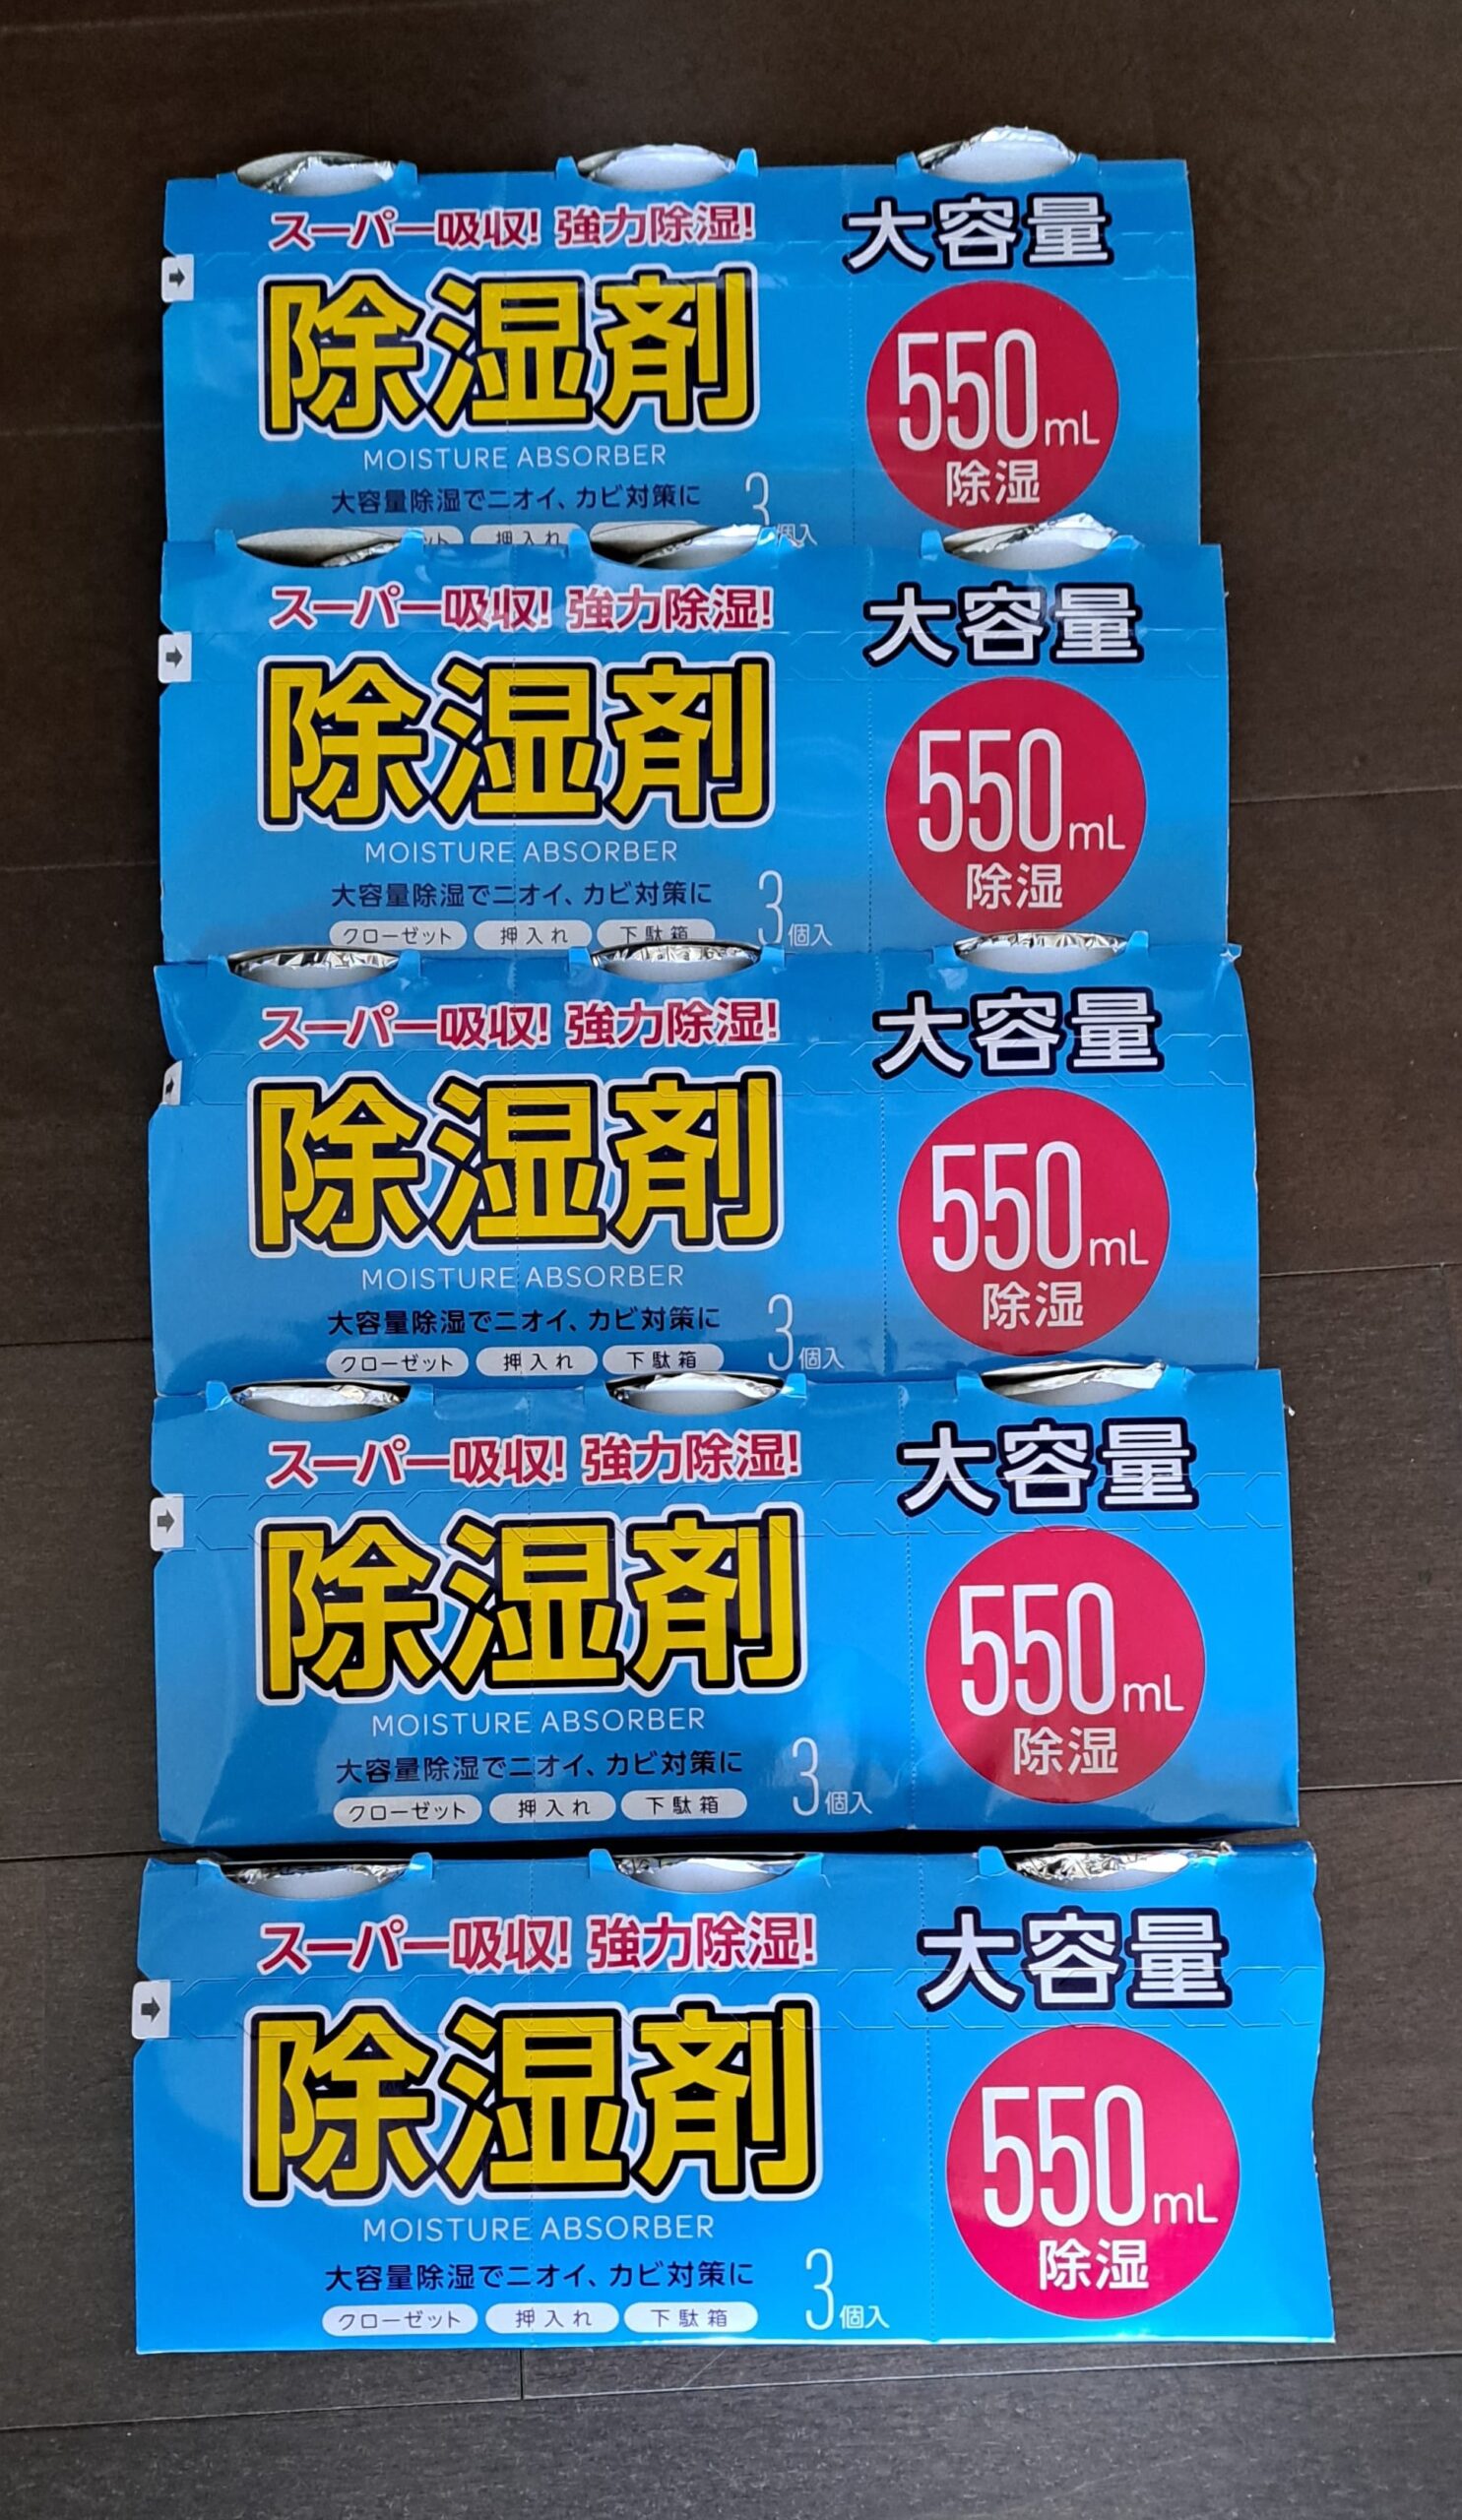 スーパー吸収! 強力除湿!
大容量
除湿剤
550mL
除湿
MOISTURE ABSORBER
大容量除湿でニオイ、カビ対策に
押入れ
3個入
スーパー吸収! 強力除湿!
大容量
除湿剤
550mL
除湿
MOISTURE ABSORBER
大容量除湿でニオイ、カビ対策に
クローゼット 押入れ 下駄箱
3個入
スーパー吸収! 強力除湿!
大容量
除湿剤
550mL
除湿
MOISTURE ABSORBER
大容量除湿でニオイ、カビ対策に
クローゼット 押入れ 下駄箱
3個入
スーパー吸収! 強力除湿!
大容量
除湿剤
550mL
除湿
MOISTURE ABSORBER
大容量除湿でニオイ、カビ対策に
クローゼット 押入れ 下駄箱
3個入
スーパー吸収! 強力除湿!
大容量
除湿剤
550mL
除湿
MOISTURE ABSORBER
大容量除湿でニオイ、カビ対策に
クローゼット 押入れ 下駄箱
3個入